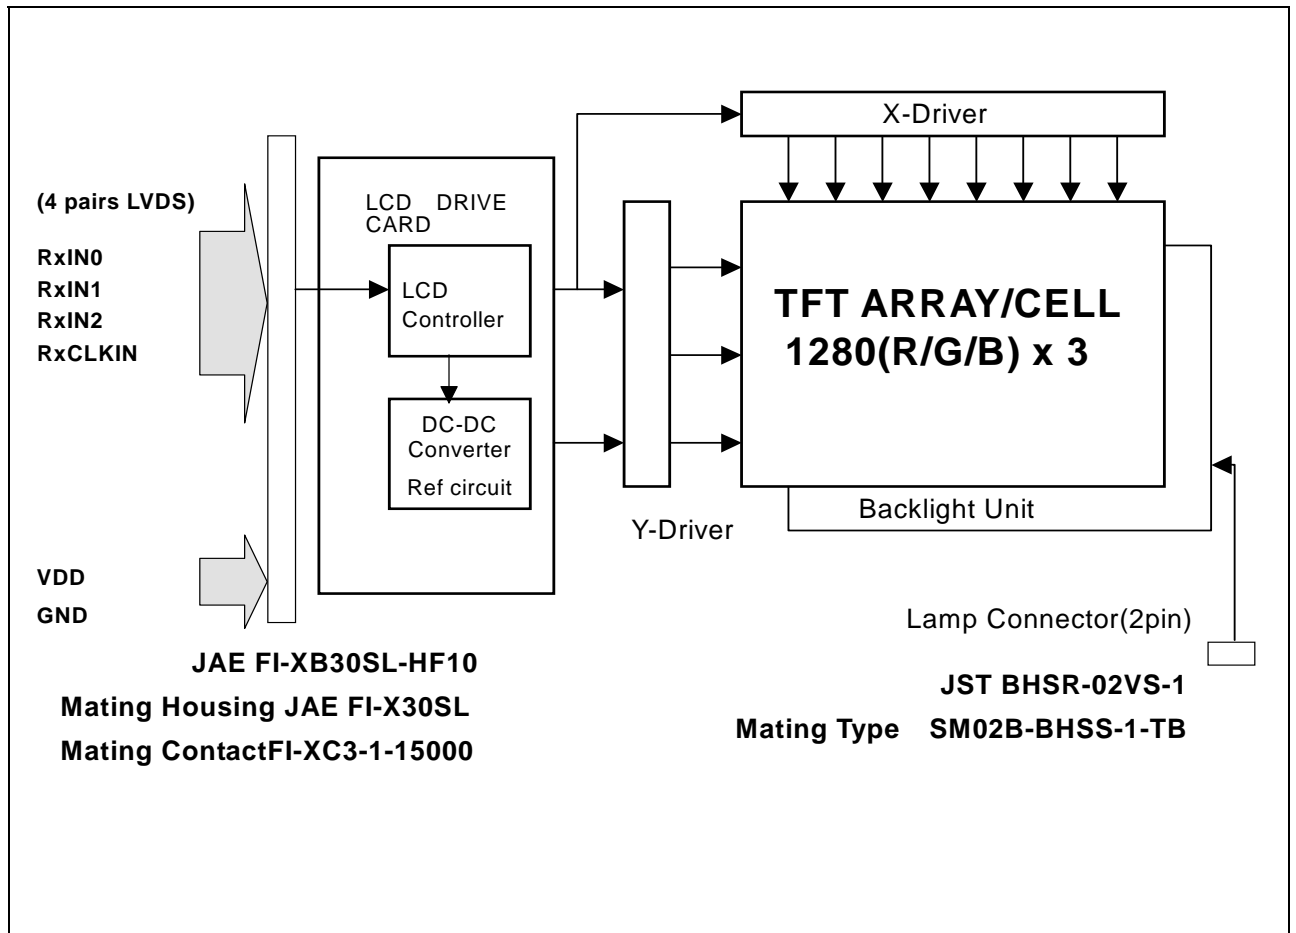 X-Driver
(4 pairs LVDS)
RxIN0
RxIN1
RxIN2
RxCLKIN
LCD DRIVE
CARD
LCD
Controller
DC-DC
Converter
Ref circuit
TFT ARRAY/CELL
1280(R/G/B) x 3
Backlight Unit
Y-Driver
VDD
GND
Lamp Connector(2pin)
JAE FI-XB30SL-HF10
Mating Housing JAE FI-X30SL
Mating ContactFI-XC3-1-15000
JST BHSR-02VS-1
Mating Type SM02B-BHSS-1-TB